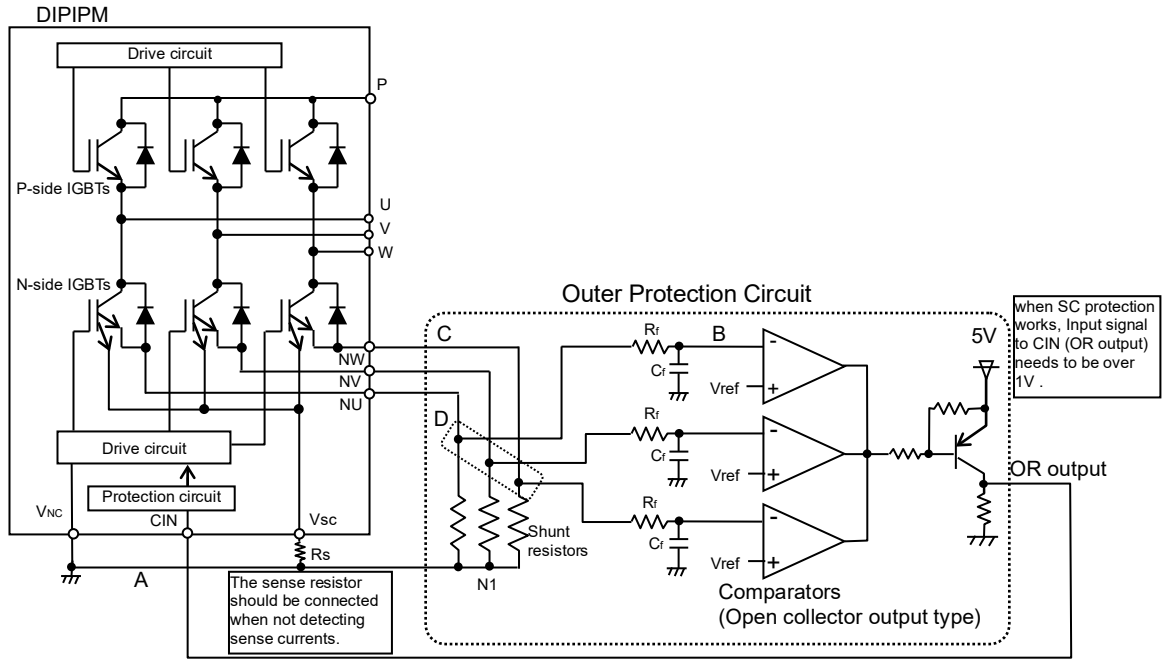 DIPIPM
Drive circuit
P
P-side IGBTs
U
V
W
N-side IGBTs
Outer Protection Circuit
when SC protection
works, Input signal
to CIN (OR output)
needs to be over
1V .
C
Rf
B
5V
-
Cf
Vref
+
NW
NV
NU
D
Rf
-
Cf
Vref
+
Drive circuit
OR output
Protection circuit
VNC
CIN
Vsc
Rf
-
Cf
Vref
+
Shunt
resistors
Rs
A
N1
The sense resistor
should be connected
when not detecting
sense currents.
Comparators
(Open collector output type)